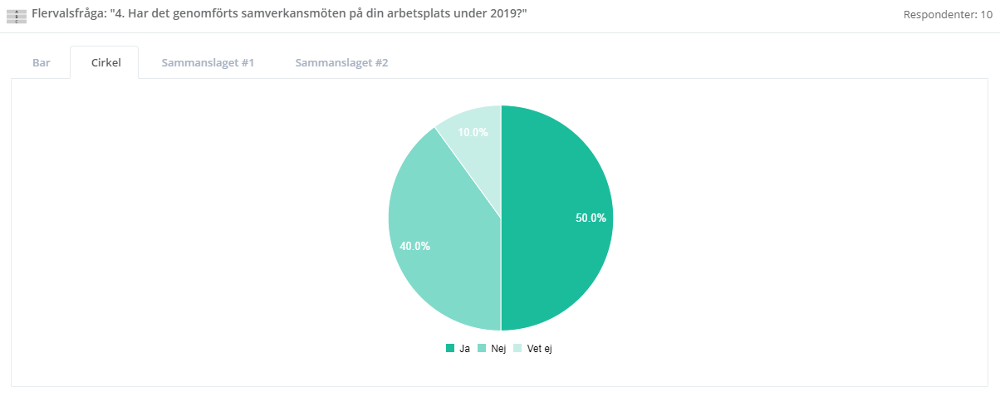 Flervalsfråga: "4. Har det genomförts samverkansmöten på din arbetsplats under 2019?"
Respondenter: 10
A
B
C
Bar
Cirkel
Sammanslaget #1
Sammanslaget #2
10.0%
50.0%
40.0%
Ja
Nej
Vet ej